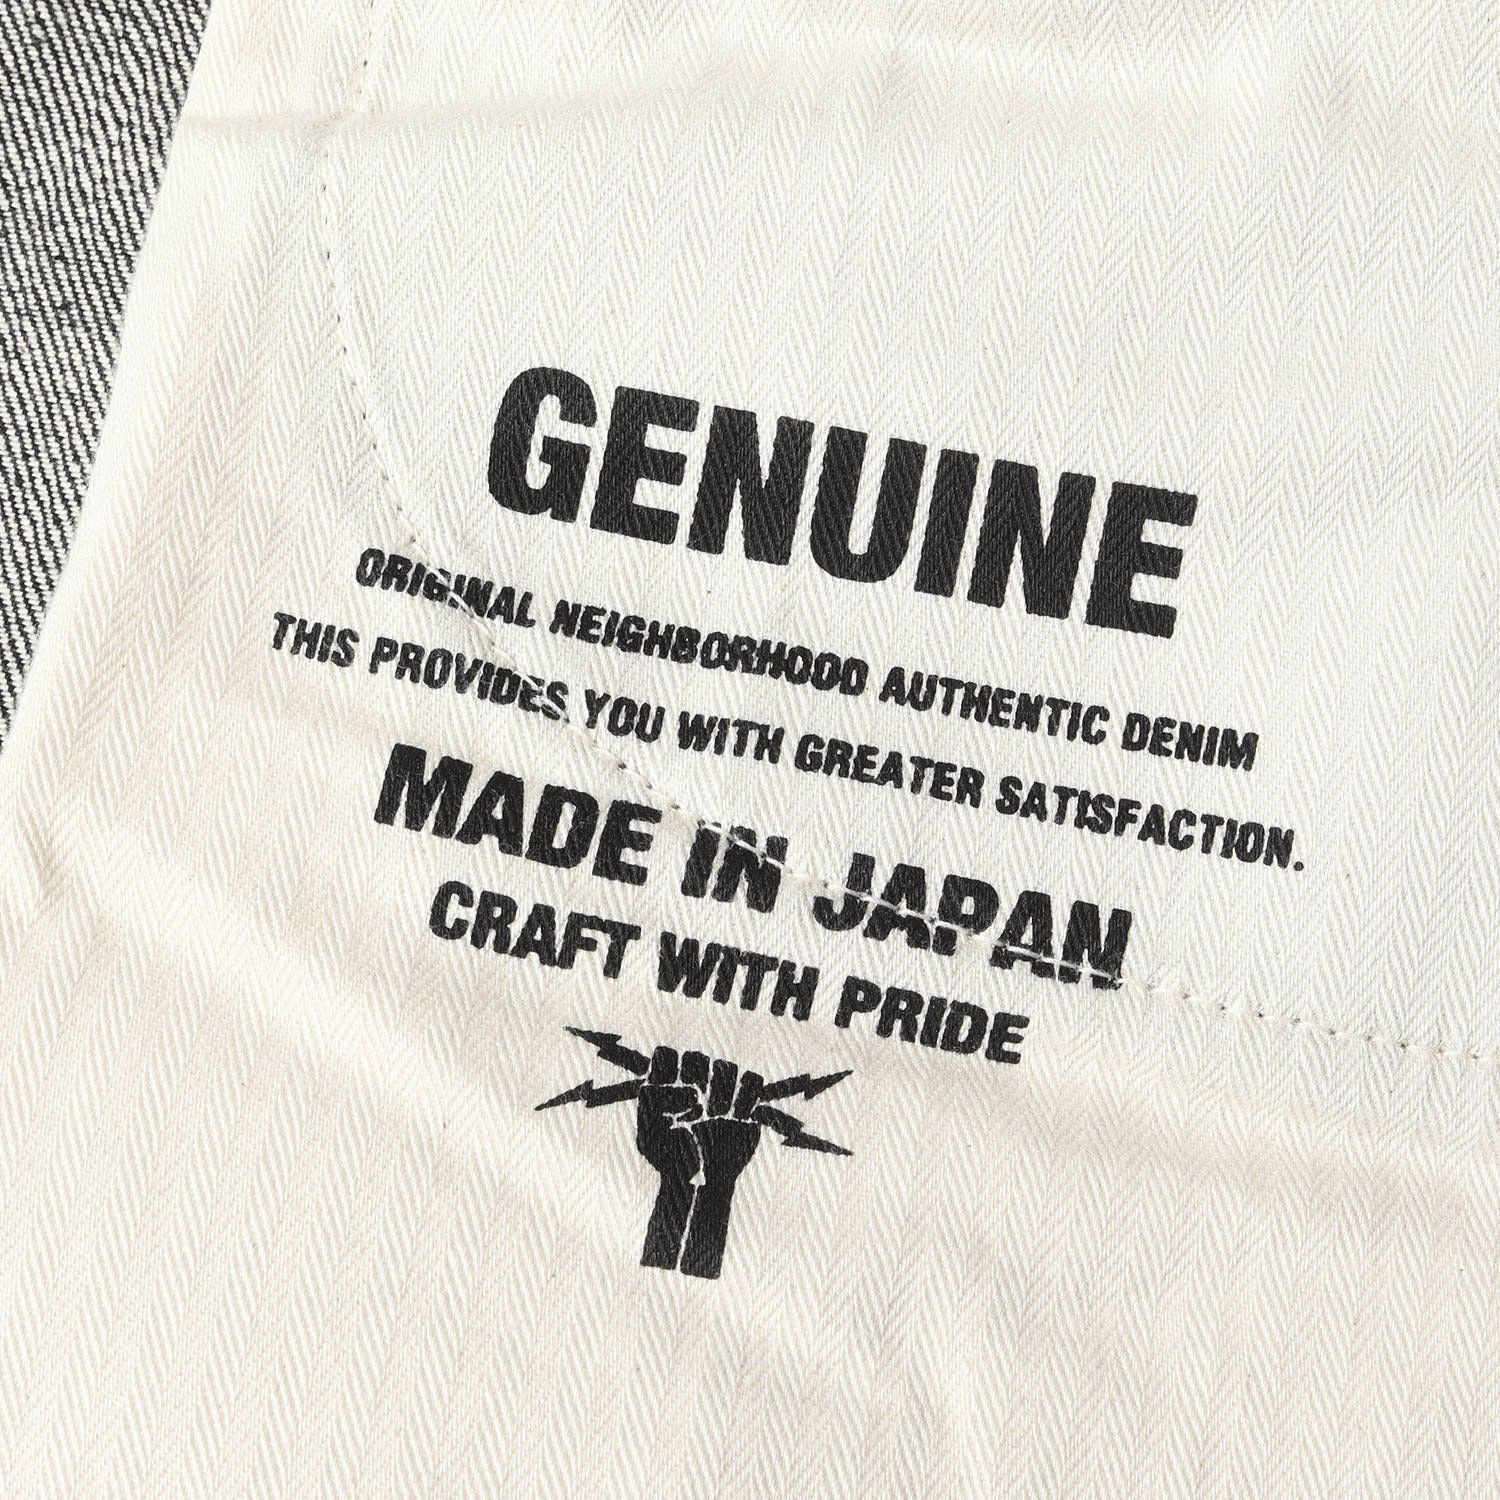 GENUINE
ORIGINAL NEIGHBORHOOD AUTHENTIC DENIM
THIS PROVIDES YOU WITH GREATER SATISFACTION.
MADE IN JAPAN
CRAFT WITH PRIDE